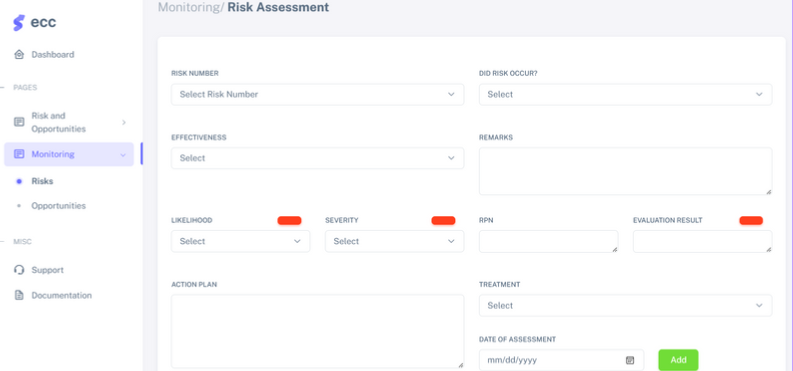 ecc
Dashboard
PAGES
Risk and
Opportunities
Monitoring
Risks
Opportunities
MISC
Support
Documentation
Monitoring/ Risk Assessment
RISK NUMBER
Select Risk Number
DID RISK OCCUR?
Select
EFFECTIVENESS
Select
REMARKS
LIKELIHOOD
Select
SEVERITY
Select
RPN
EVALUATION RESULT
ACTION PLAN
TREATMENT
Select
DATE OF ASSESSMENT
mm/dd/yyyy
Add